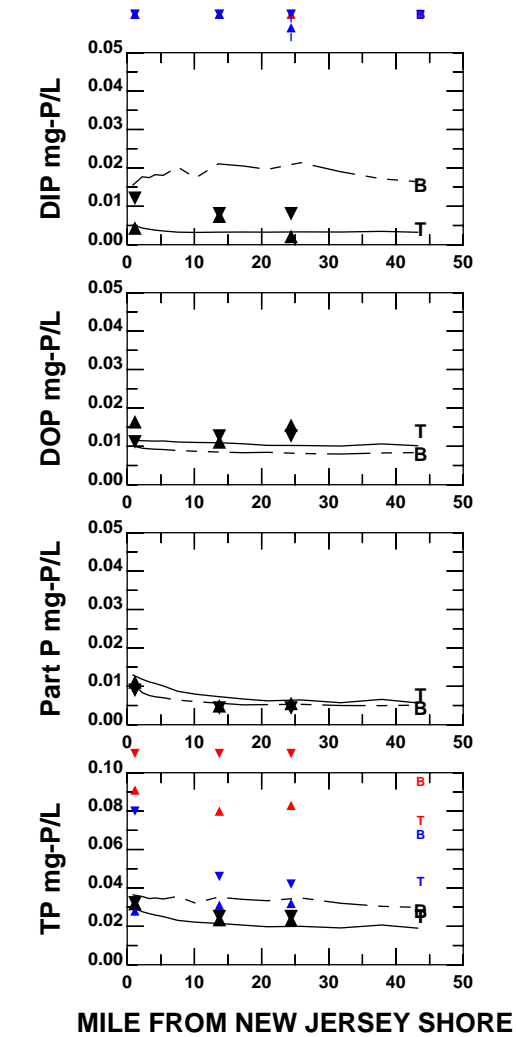 B
0.05
0.04
0.03
0.02
0.01
0.00
DIP mg-P/L
B
T
0 10 20 30 40 50
0.05
0.04
0.03
0.02
0.01
0.00
DOP mg-P/L
T
B
0 10 20 30 40 50
0.05
0.04
0.03
0.02
0.01
0.00
Part P mg-P/L
T
B
0 10 20 30 40 50
0.10
0.08
0.06
0.04
0.02
0.00
TP mg-P/L
B
T
B
T
B
T
0 10 20 30 40 50
MILE FROM NEW JERSEY SHORE